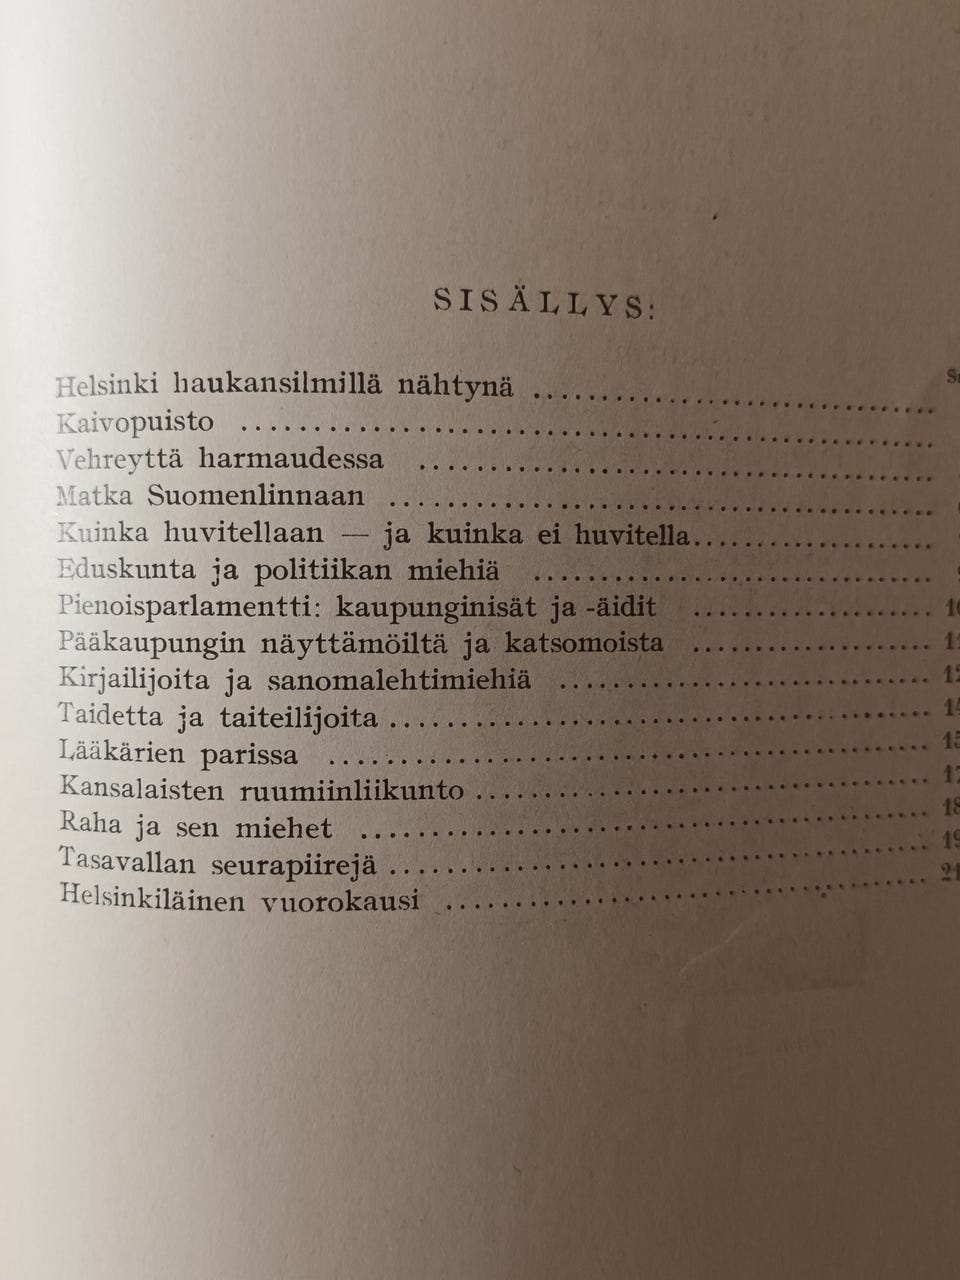 SISÄLLYS:
Helsinki haukansilmillä nähtynä ........................
Kaivopuisto ........................
Vehreyttä harmaudessa ........................
Matka Suomenlinnaan ........................
Kuinka huvitellaan — ja kuinka ei huvitella........................
Eduskunta ja politiikan miehiä ........................
Pienoisparlamentti: kaupunginisät ja -äidit ........................
Pääkaupungin näyttämöiltä ja katsomoista ........................
Kirjailijoita ja sanomalehtimiehiä ........................
Taidetta ja taiteilijoita ........................
Lääkärien parissa ........................
Kansalaisten ruumiinliikunto ........................
Raha ja sen miehet ........................
Tasavallan seurapiirejä ........................
Helsinkiläinen vuorokausi ........................